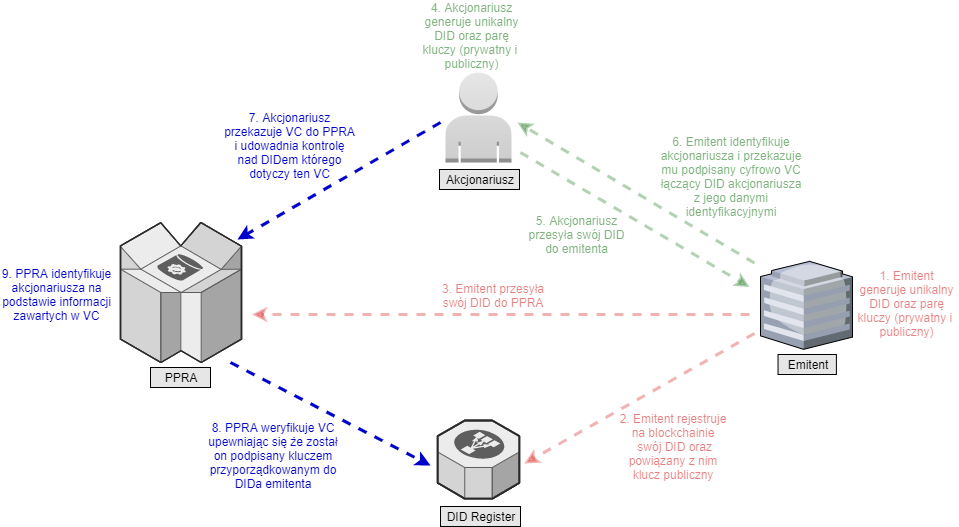 4. Akcjonariusz
generuje unikalny
DID oraz parę
kluczy (prywatny i
publiczny)
7. Akcjonariusz
przekazuje VC do PPRA
i udowadnia kontrolę
nad DIDem którego
dotyczy ten VC
Akcjonariusz
6. Emitent identyfikuje
akcjonariusza i przekazuje
mu podpisany cyfrowo VC
łączący DID akcjonariusza
z jego danymi
identyfikacyjnymi
5. Akcjonariusz
przesyła swój DID
do emitenta
9. PPRA identyfikuje
akcjonariusza na
podstawie informacji
zawartych w VC
3. Emitent przesyła
swój DID do PPRA
1. Emitent
generuje unikalny
DID oraz parę
kluczy (prywatny i
publiczny)
PPRA
Emitent
8. PPRA weryfikuje VC
upewniając się że został
on podpisany kluczem
przyporządkowanym do
DIDa emitenta
2. Emitent rejestruje
na blockchainie
swój DID oraz
powiązany z nim
klucz publiczny
DID Register